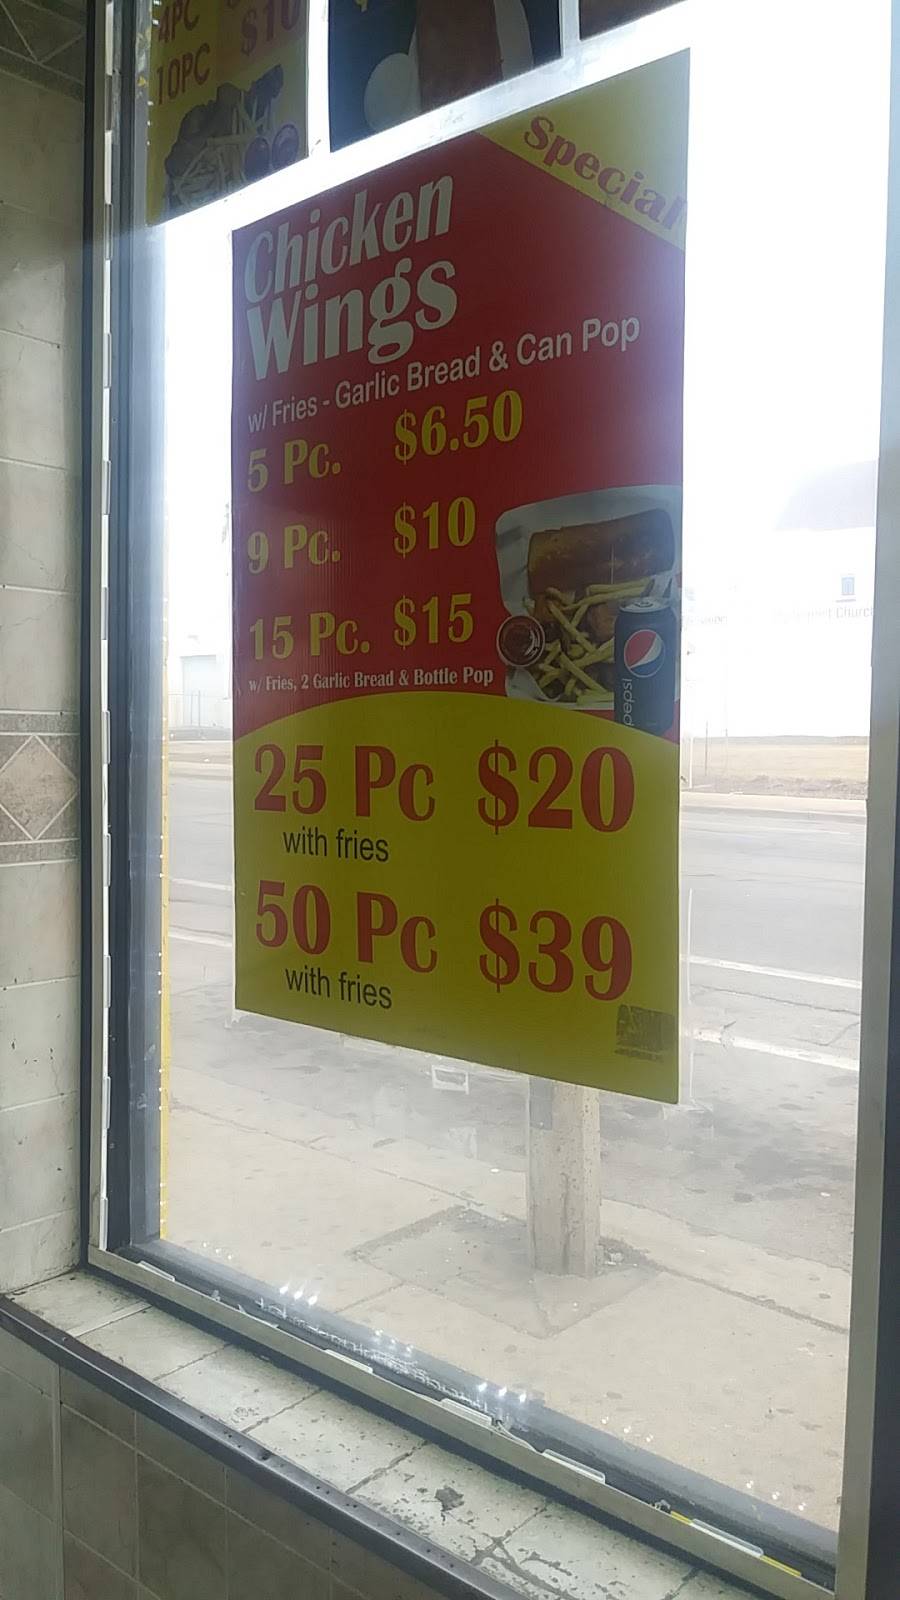 4PC
10PC $10
Special
Chicken
Wings
w/ Fries - Garlic Bread & Can Pop
5 Pc. $6.50
9 Pc. $10
15 Pc. $15
w/ Fries, 2 Garlic Bread & Bottle Pop
pepsi
25 Pc $20
with fries
50 Pc $39
with fries
Church